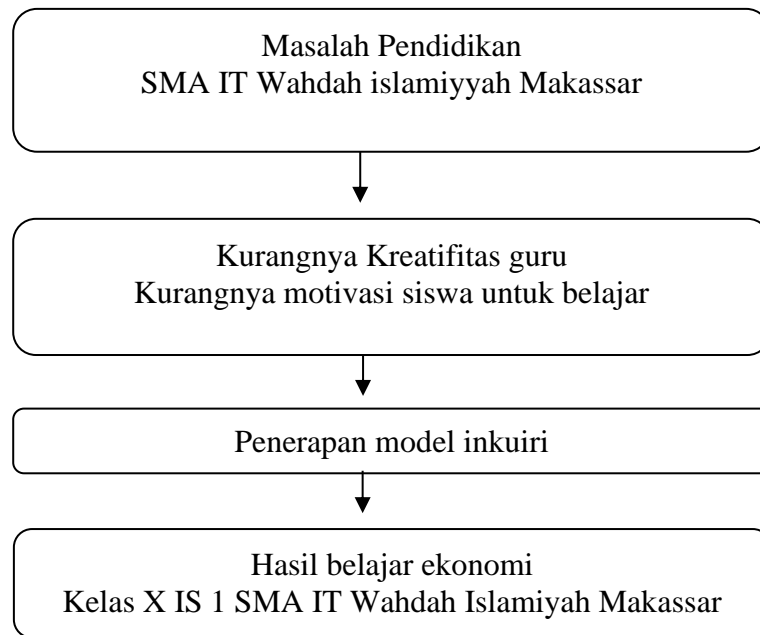 Masalah Pendidikan
SMA IT Wahdah islamiyyah Makassar
Kurangnya Kreatifitas guru
Kurangnya motivasi siswa untuk belajar
Penerapan model inkuiri
Hasil belajar ekonomi
Kelas X IS 1 SMA IT Wahdah Islamiyah Makassar